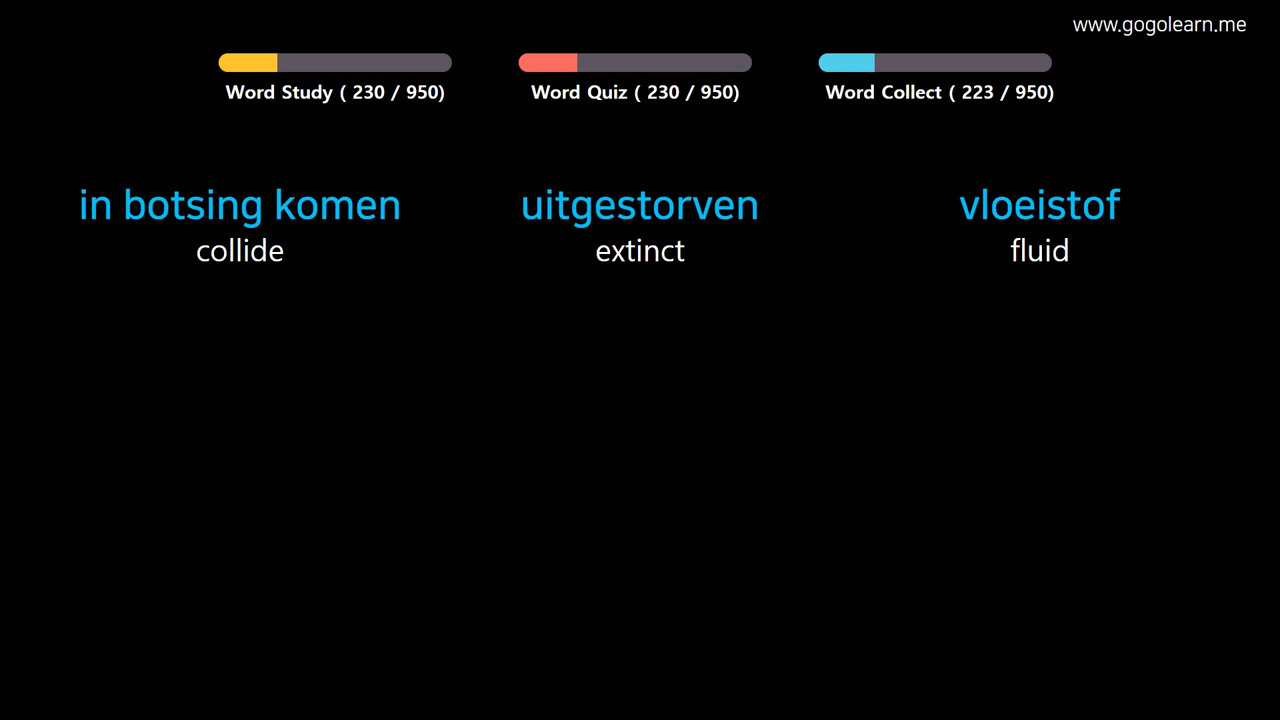 www.gogolearn.me
Word Study ( 230 / 950)
Word Quiz ( 230 / 950)
Word Collect ( 223 / 950)
in botsing komen
collide
uitgestorven
extinct
vloeistof
fluid